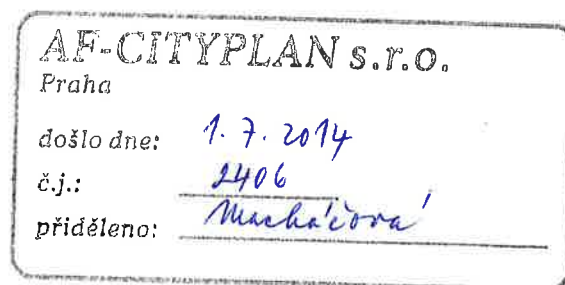 AF-CITYPLAN s.r.o.
Praha
došlo dne: 1. 7. 2014
č.j.: 2406
přiděleno: Macháčová